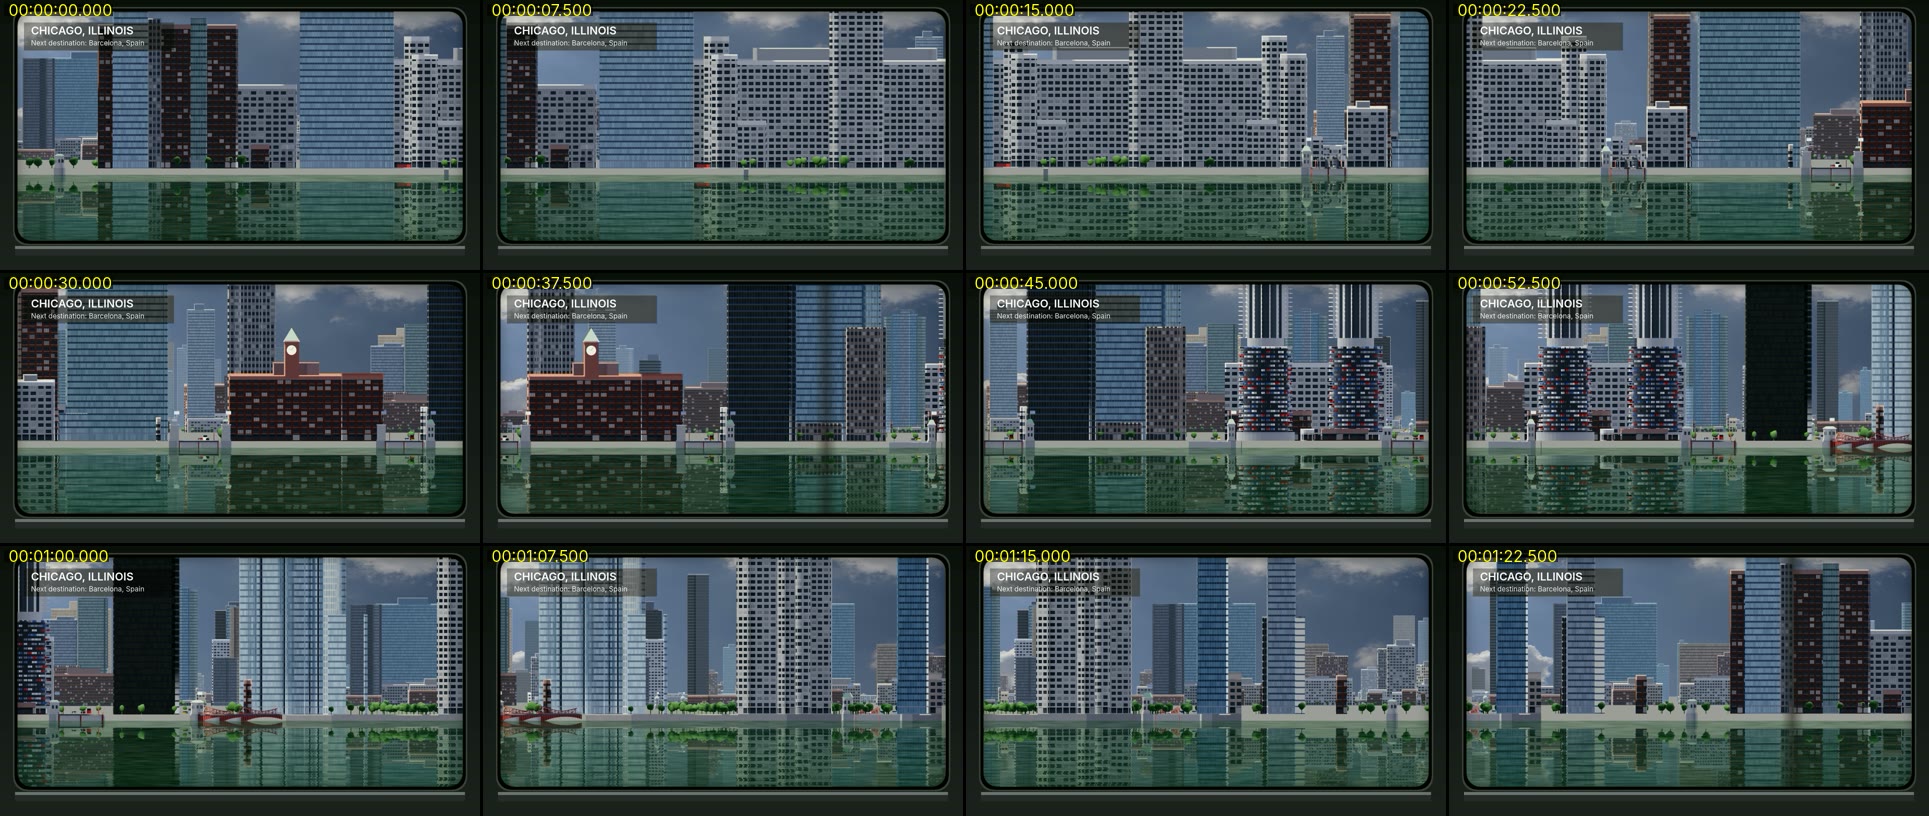 00:00:00.000
CHICAGO, ILLINOIS
Next destination: Barcelona, Spain
00:00:07.500
CHICAGO, ILLINOIS
Next destination: Barcelona, Spain
00:00:15.000
CHICAGO, ILLINOIS
Next destination: Barcelona, Spain
00:00:22.500
CHICAGO, ILLINOIS
Next destination: Barcelona, Spain
00:00:30.000
CHICAGO, ILLINOIS
Next destination: Barcelona, Spain
00:00:37.500
CHICAGO, ILLINOIS
Next destination: Barcelona, Spain
00:00:45.000
CHICAGO, ILLINOIS
Next destination: Barcelona, Spain
00:00:52.500
CHICAGO, ILLINOIS
Next destination: Barcelona, Spain
00:01:00.000
CHICAGO, ILLINOIS
Next destination: Barcelona, Spain
00:01:07.500
CHICAGO, ILLINOIS
Next destination: Barcelona, Spain
00:01:15.000
CHICAGO, ILLINOIS
Next destination: Barcelona, Spain
00:01:22.500
CHICAGO, ILLINOIS
Next destination: Barcelona, Spain